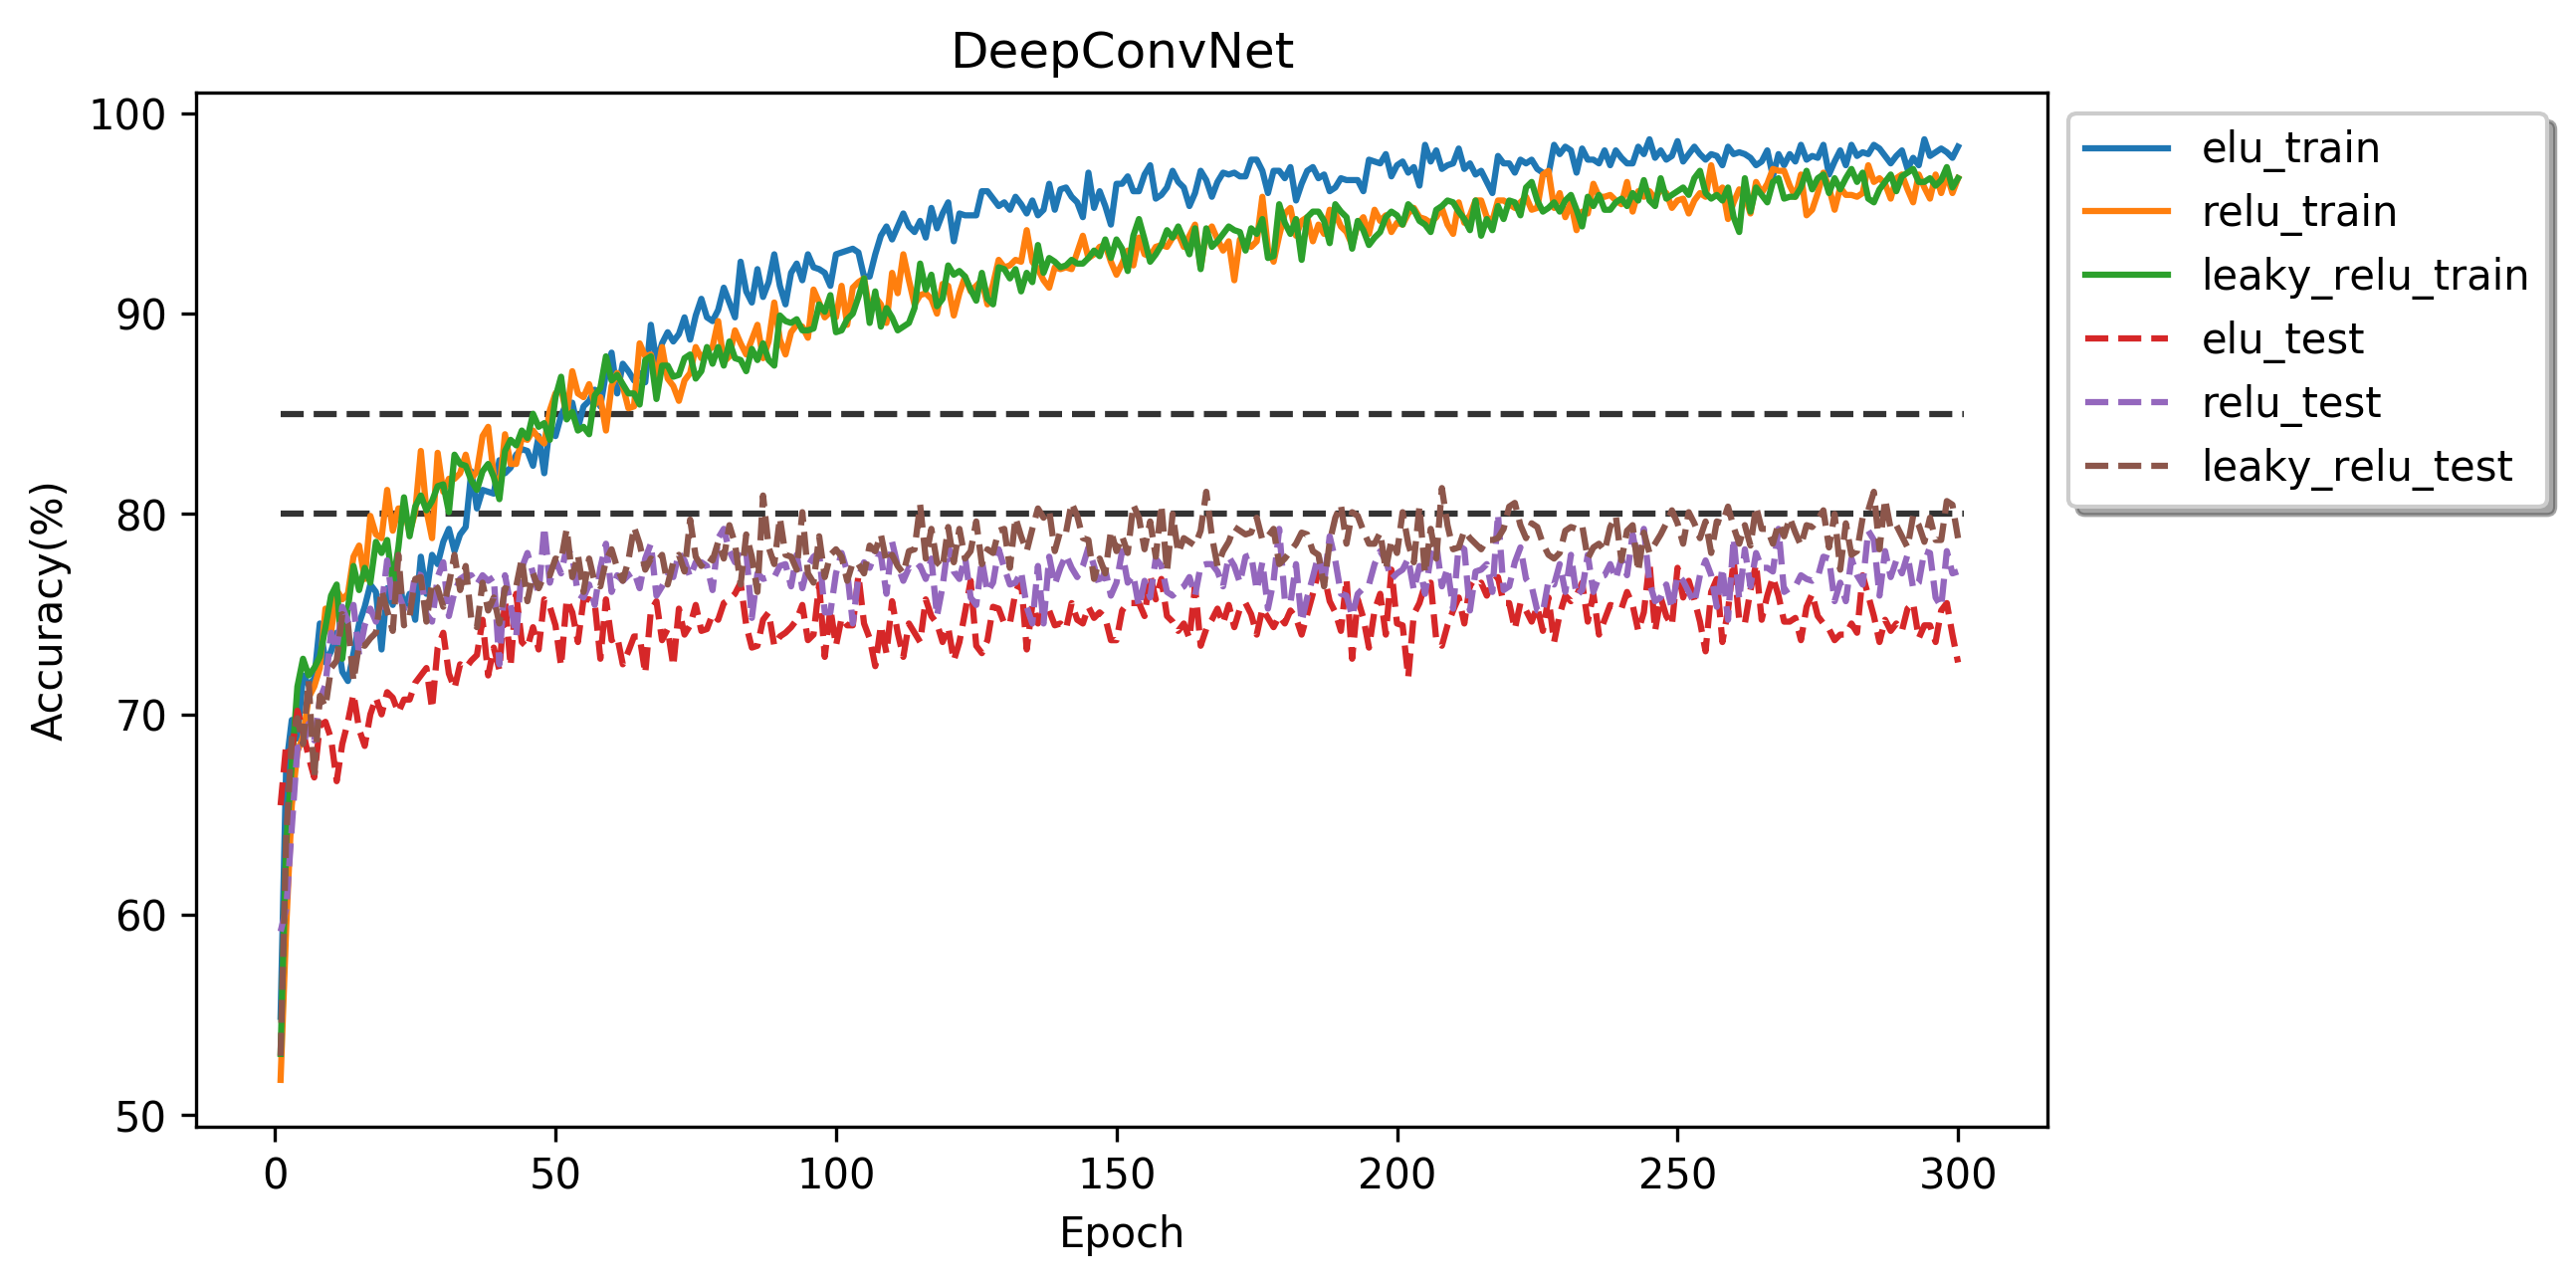 DeepConvNet
100
90
80
70
60
50
Accuracy(%)
0 50 100 150 200 250 300
Epoch
elu_train
relu_train
leaky_relu_train
elu_test
relu_test
leaky_relu_test